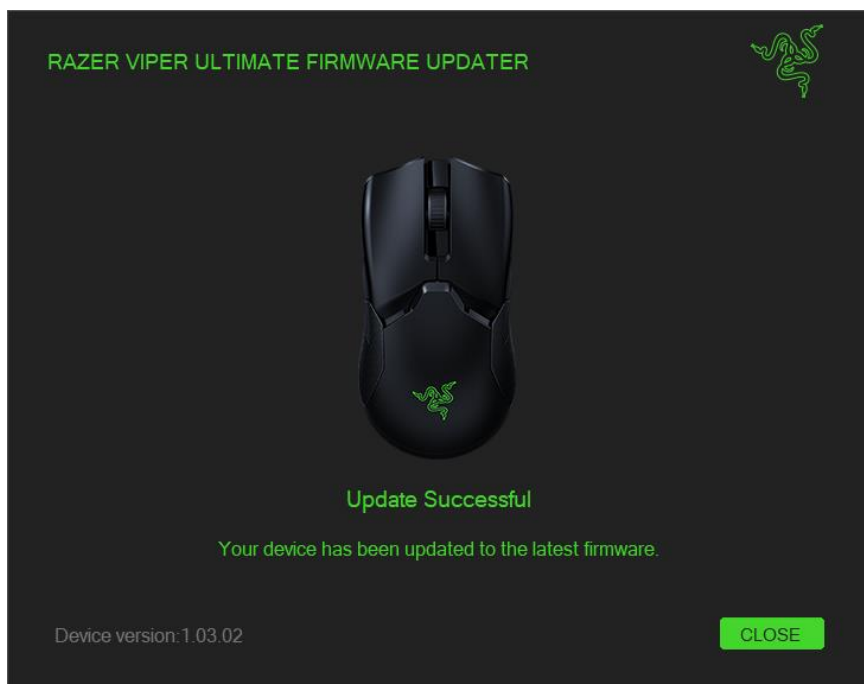 RAZER VIPER ULTIMATE FIRMWARE UPDATER
Update Successful
Your device has been updated to the latest firmware.
Device version:1.03.02
CLOSE